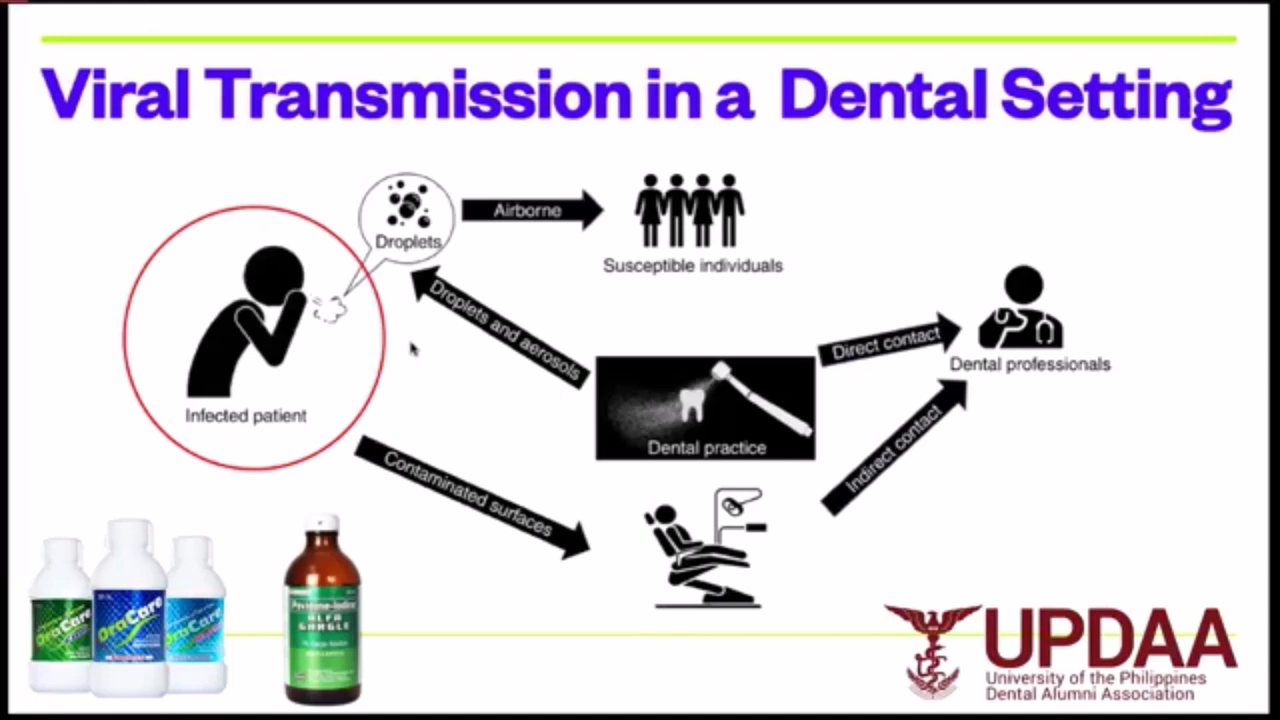 Viral Transmission in a Dental Setting
Droplets
Airborne
Susceptible individuals
Droplets and aerosols
Infected patient
Direct contact
Dental professionals
Dental practice
Indirect contact
Contaminated surfaces
OraCare
OraCare
OraCare
Povidone-Iodine
ALFA
GARGLE
UPDAA
University of the Philippines
Dental Alumni Association